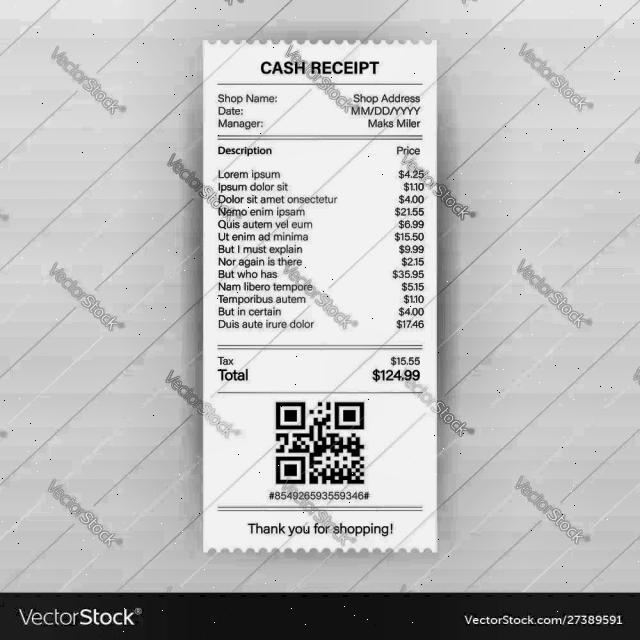 CASH RECEIPT
Shop Name: Shop Address
Date: MM/DD/YYYY
Manager: Maks Miler
Description Price
Lorem ipsum $4.25
Ipsum dolor sit $1.10
Dolor sit amet onsectetur $4.00
Nemo enim ipsam $21.55
Quis autem vel eum $6.99
Ut enim ad minima $15.50
But I must explain $9.99
Nor again is there $2.15
But who has $35.95
Nam libero tempore $5.15
Temporibus autem $1.10
But in certain $4.00
Duis aute irure dolor $17.46
Tax $15.55
Total $124.99
#854926593559346#
Thank you for shopping!
VectorStock® VectorStock.com/27389591